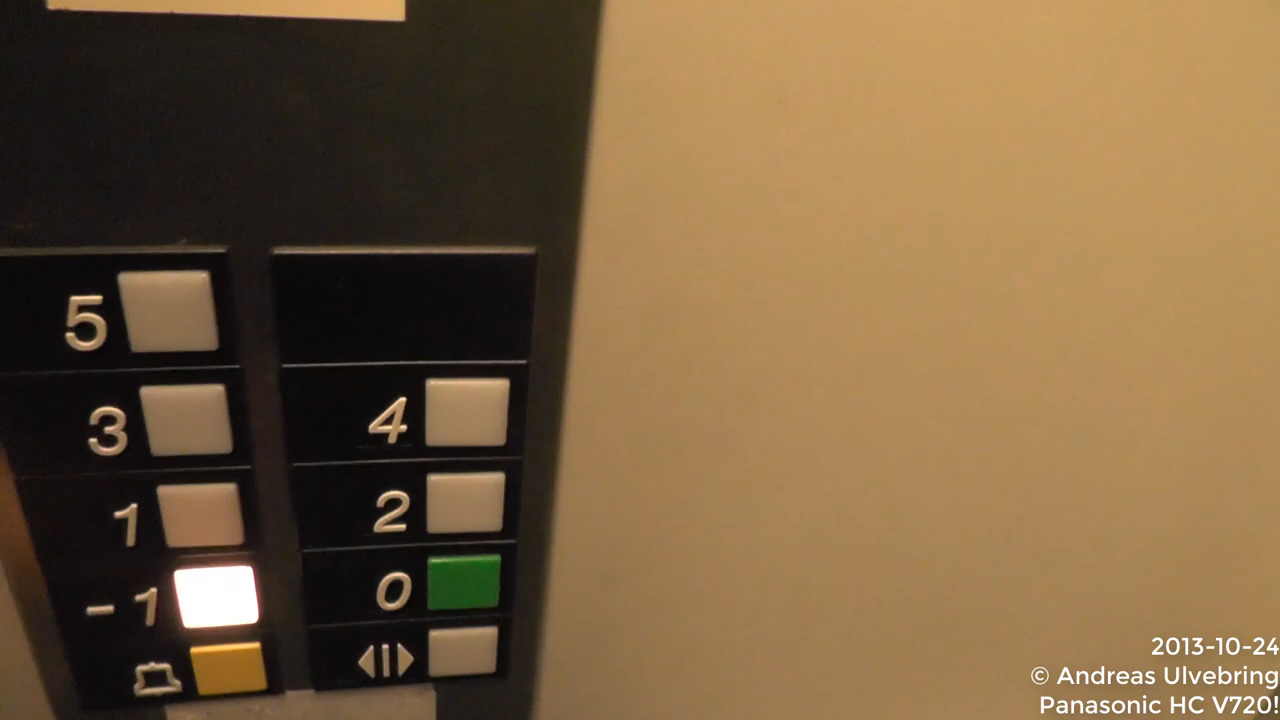 5
3 4
1 2
-1 0
2013-10-24
© Andreas Ulvebring
Panasonic HC V720!